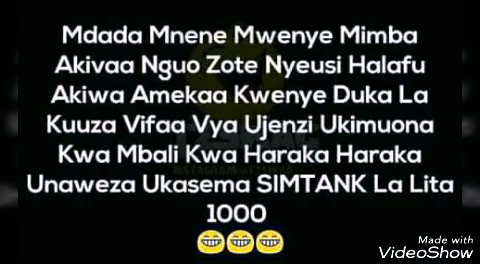 Mdada Mnene Mwenye Mimba
Akivaa Nguo Zote Nyeusi Halafu
Akiwa Amekaa Kwenye Duka La
Kuuza Vifaa Vya Ujenzi Ukimuona
Kwa Mbali Kwa Haraka Haraka
Unaweza Ukasema SIMTANK La Lita
1000
😁😁😁
Made with
VideoShow